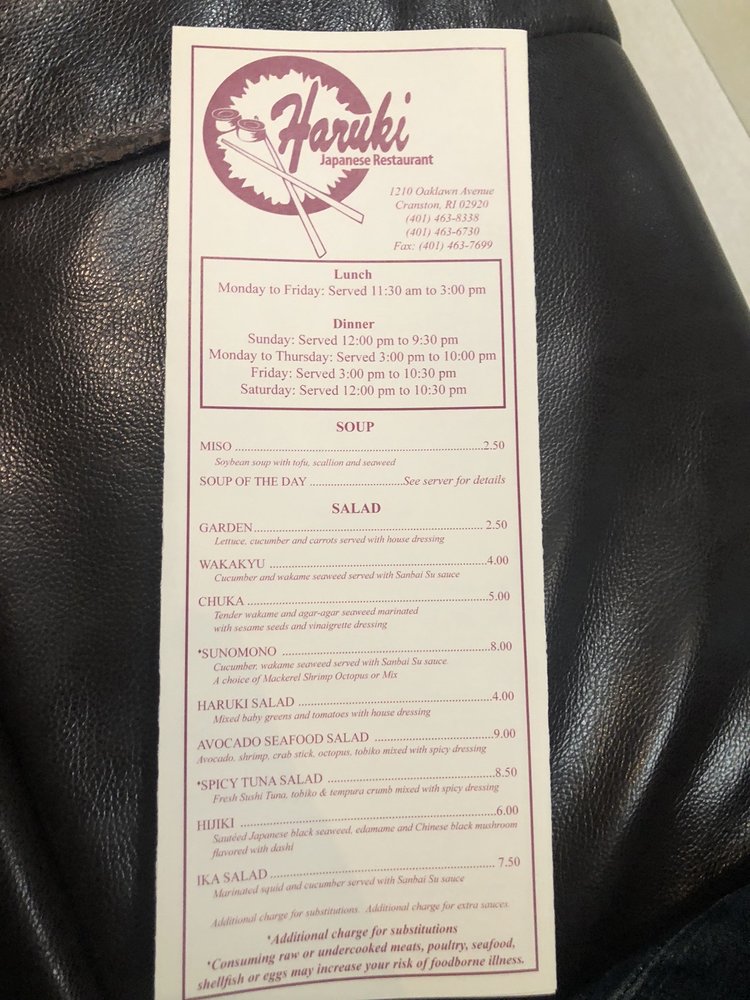 Haruki
Japanese Restaurant
1210 Oaklawn Avenue
Cranston, RI 02920
(401) 463-8338
(401) 463-6730
Fax: (401) 463-7699
Lunch
Monday to Friday: Served 11:30 am to 3:00 pm
Dinner
Sunday: Served 12:00 pm to 9:30 pm
Monday to Thursday: Served 3:00 pm to 10:00 pm
Friday: Served 3:00 pm to 10:30 pm
Saturday: Served 12:00 pm to 10:30 pm
SOUP
MISO ........ 2.50
Soybean soup with tofu, scallion and seaweed
SOUP OF THE DAY ........ See server for details
SALAD
GARDEN ........ 2.50
Lettuce, cucumber and carrots served with house dressing
WAKAKYU ........ 4.00
Cucumber and wakame seaweed served with Sanbai Su sauce
CHUKA ........ 5.00
Tender wakame and agar-agar seaweed marinated
with sesame seeds and vinaigrette dressing
*SUNOMONO ........ 8.00
Cucumber, wakame seaweed served with Sanbai Su sauce
A choice of Mackerel Shrimp Octopus or Mix
HARUKI SALAD ........ 4.00
Mixed baby greens and tomatoes with house dressing
AVOCADO SEAFOOD SALAD ........ 9.00
Avocado, shrimp, crab stick, octopus, tobiko mixed with spicy dressing
*SPICY TUNA SALAD ........ 8.50
Fresh Sushi Tuna, tobiko & tempura crumb mixed with spicy dressing
HIJIKI ........ 6.00
Sautéed Japanese black seaweed, edamame and Chinese black mushroom
flavored with dashi
IKA SALAD ........ 7.50
Marinated squid and cucumber served with Sanbai Su sauce
Additional charge for substitutions. Additional charge for extra sauces.
*Additional charge for substitutions
*Consuming raw or undercooked meats, poultry, seafood,
shellfish or eggs may increase your risk of foodborne illness.